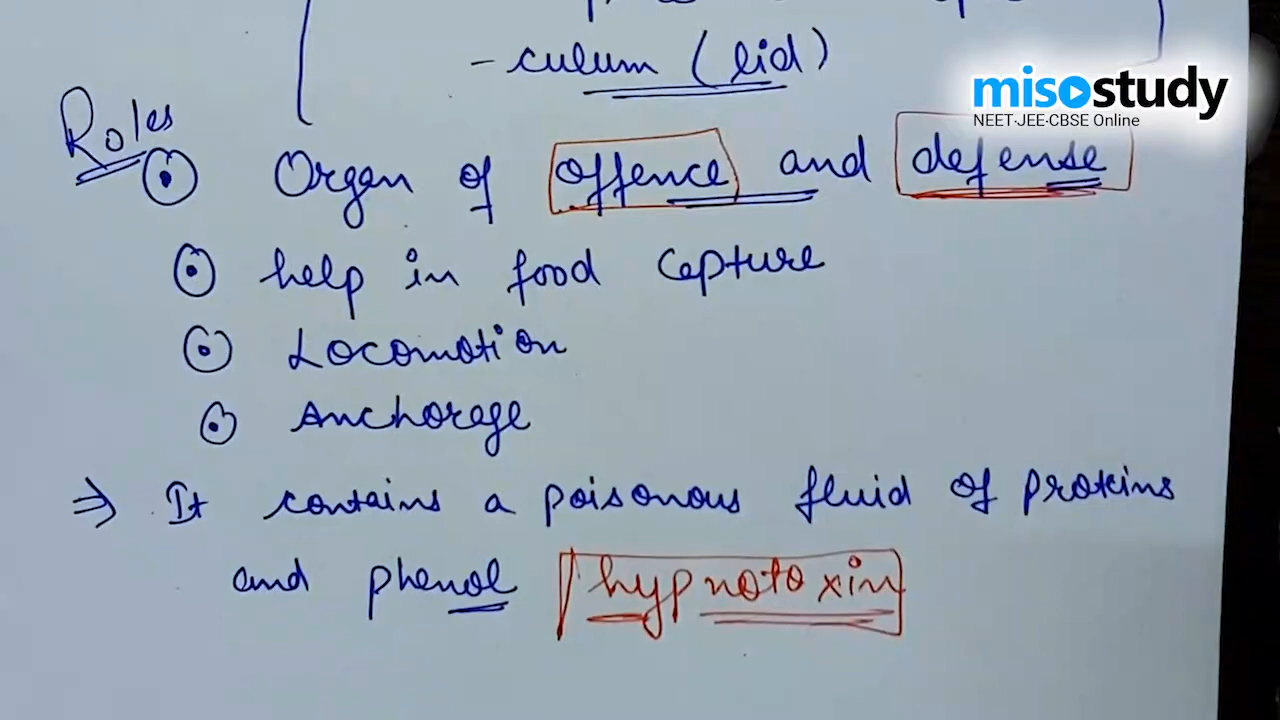 -culum (lid)
misostudy
NEET-JEE-CBSE Online
Roles
Organ of offence and defense
help in food capture
Locomotion
Anchorage
⇒ It contains a poisonous fluid of proteins
and phenol hypnotoxin